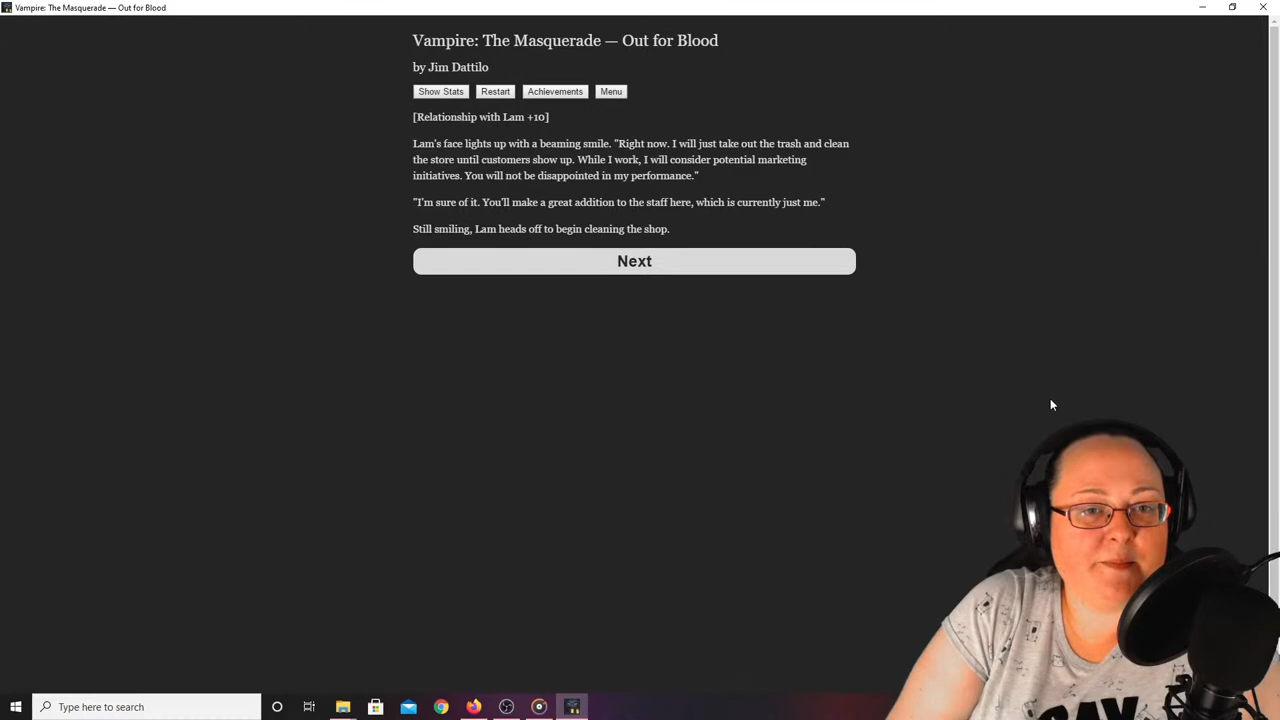 Vampire: The Masquerade — Out for Blood
Vampire: The Masquerade — Out for Blood
by Jim Dattilo
Show Stats Restart Achievements Menu
[Relationship with Lam +10]
Lam's face lights up with a beaming smile. "Right now. I will just take out the trash and clean
the store until customers show up. While I work, I will consider potential marketing
initiatives. You will not be disappointed in my performance."
"I'm sure of it. You'll make a great addition to the staff here, which is currently just me."
Still smiling, Lam heads off to begin cleaning the shop.
Next
Type here to search